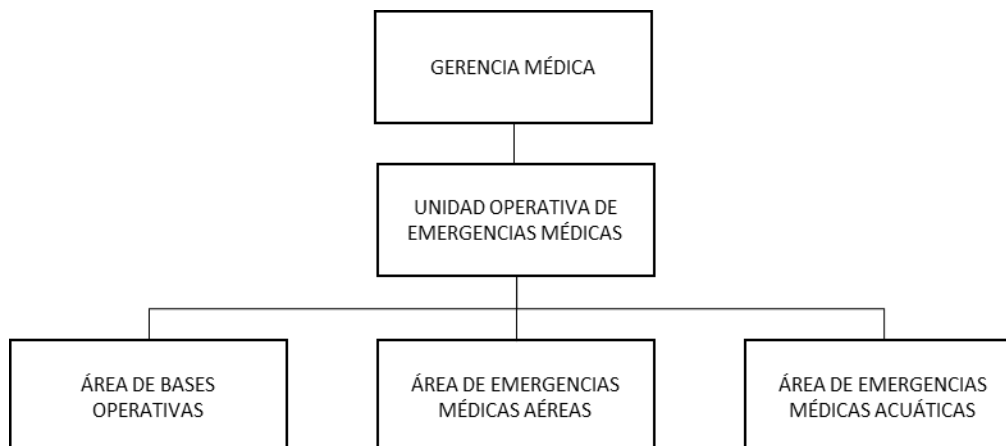 GERENCIA MÉDICA
UNIDAD OPERATIVA DE
EMERGENCIAS MÉDICAS
ÁREA DE BASES
OPERATIVAS
ÁREA DE EMERGENCIAS
MÉDICAS AÉREAS
ÁREA DE EMERGENCIAS
MÉDICAS ACUÁTICAS